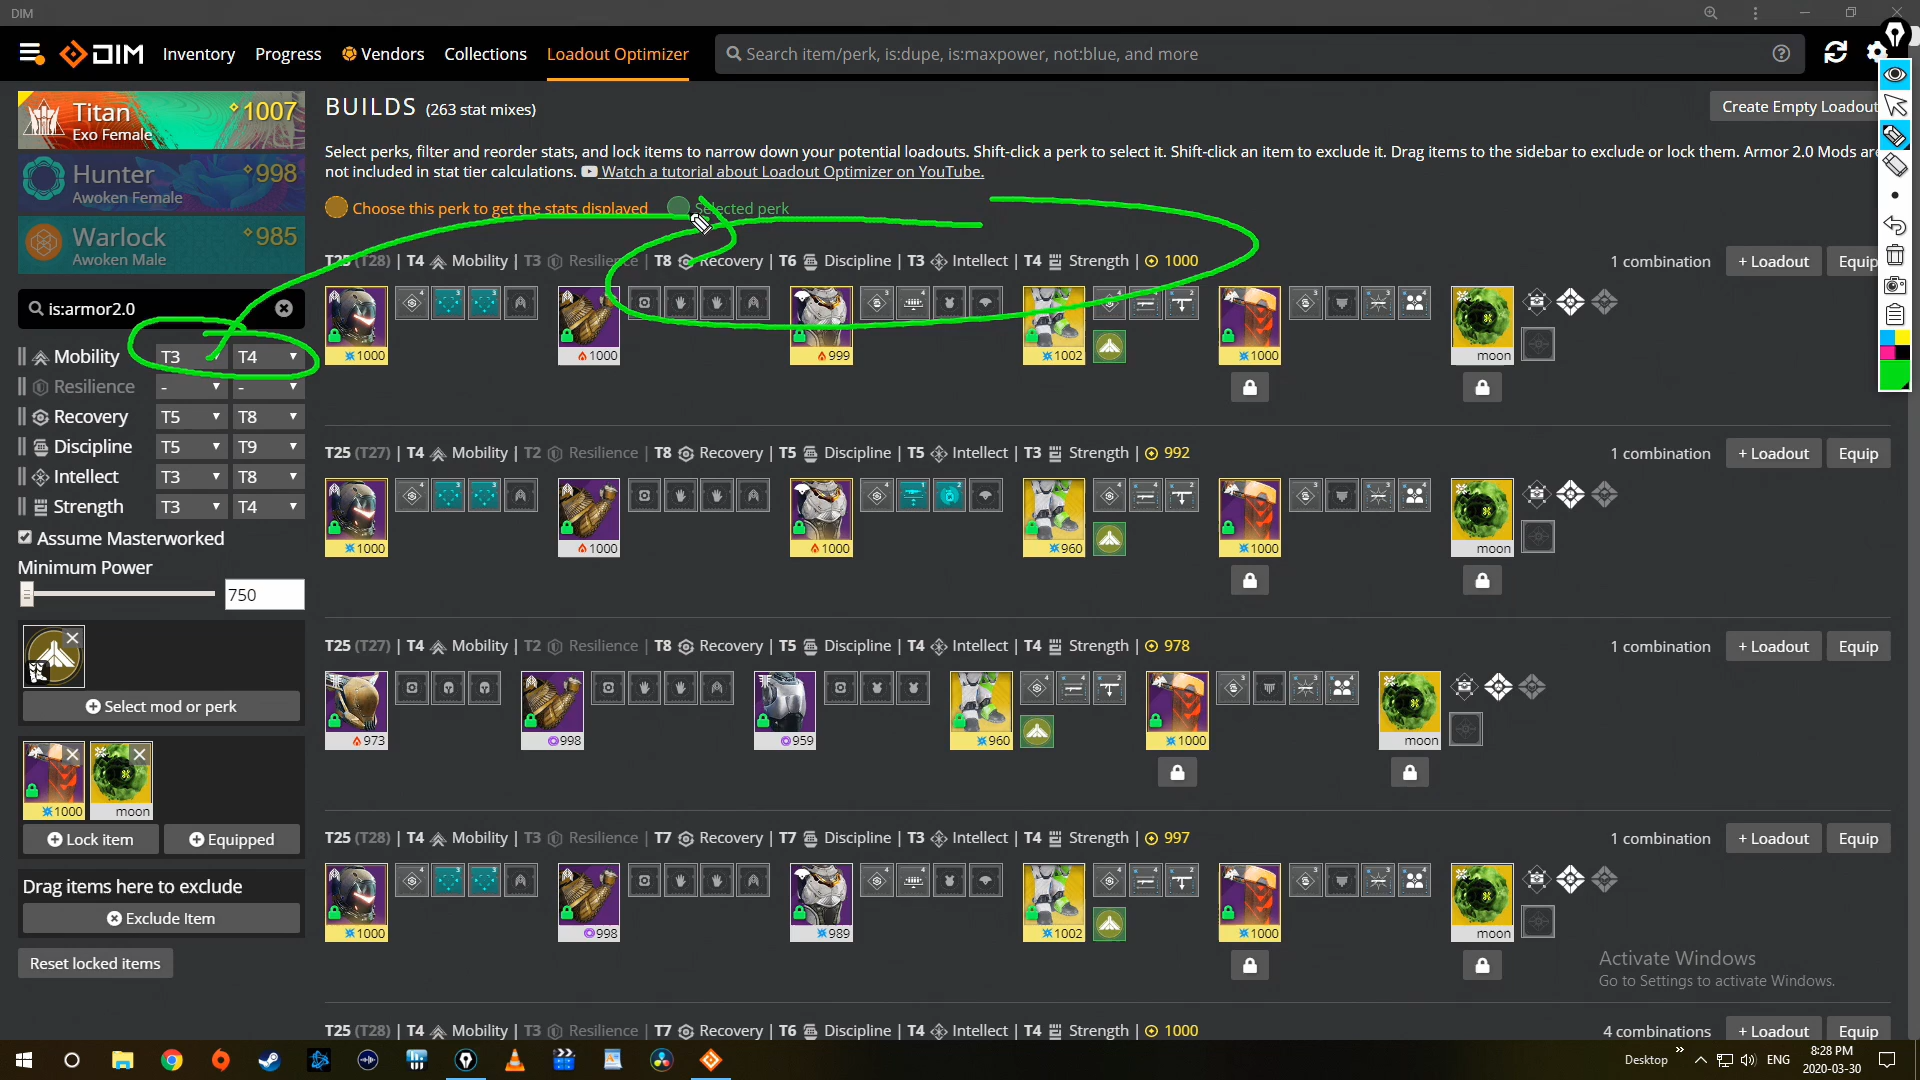 DIM
DIM Inventory Progress Vendors Collections Loadout Optimizer Search item/perk, is:dupe, is:maxpower, not:blue, and more
Titan 1007
Exo Female
Hunter 998
Awoken Female
Warlock 985
Awoken Male
is:armor2.0
Mobility T3 T4
Resilience - -
Recovery T5 T8
Discipline T5 T9
Intellect T3 T8
Strength T3 T4
Assume Masterworked
Minimum Power
750
Select mod or perk
1000 moon
Lock item Equipped
Drag items here to exclude
Exclude Item
Reset locked items
BUILDS (263 stat mixes)
Create Empty Loadout
Select perks, filter and reorder stats, and lock items to narrow down your potential loadouts. Shift-click a perk to select it. Shift-click an item to exclude it. Drag items to the sidebar to exclude or lock them. Armor 2.0 Mods are
not included in stat tier calculations. Watch a tutorial about Loadout Optimizer on YouTube.
Choose this perk to get the stats displayed Selected perk
T25 (T28) | T4 Mobility | T3 Resilience | T8 Recovery | T6 Discipline | T3 Intellect | T4 Strength | 1000
1 combination + Loadout Equip
1000 1000 999 1002 1000 moon
T25 (T27) | T4 Mobility | T2 Resilience | T8 Recovery | T5 Discipline | T5 Intellect | T3 Strength | 992
1 combination + Loadout Equip
1000 1000 1000 960 1000 moon
T25 (T27) | T4 Mobility | T2 Resilience | T8 Recovery | T5 Discipline | T4 Intellect | T4 Strength | 978
1 combination + Loadout Equip
973 998 959 960 1000 moon
T25 (T28) | T4 Mobility | T3 Resilience | T7 Recovery | T7 Discipline | T3 Intellect | T4 Strength | 997
1 combination + Loadout Equip
1000 998 989 1002 1000 moon
Activate Windows
Go to Settings to activate Windows.
T25 (T28) | T4 Mobility | T3 Resilience | T7 Recovery | T6 Discipline | T4 Intellect | T4 Strength | 1000
4 combinations + Loadout Equip
Desktop ENG 8:28 PM
2020-03-30